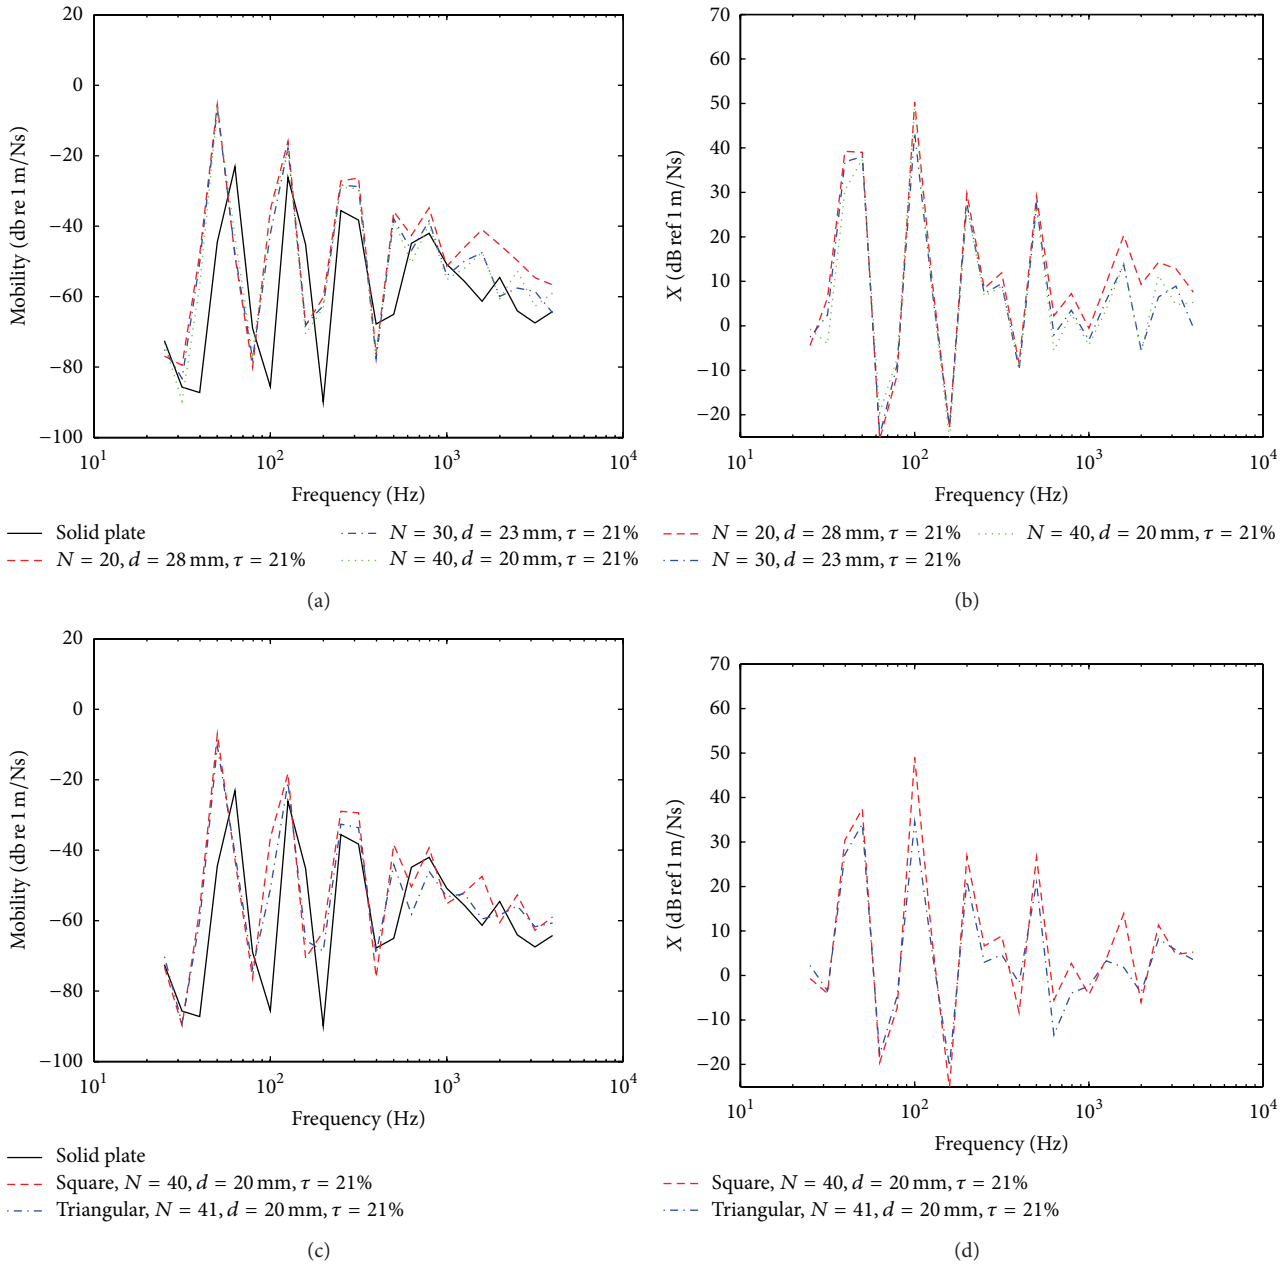 20
0
−20
−40
−60
−80
−100
Mobility (db re 1 m/Ns)
10¹ 10² 10³ 10⁴
Frequency (Hz)
Solid plate
N = 20, d = 28 mm, τ = 21%
N = 30, d = 23 mm, τ = 21%
N = 40, d = 20 mm, τ = 21%
(a)
70
60
50
40
30
20
10
0
−10
−20
X (dB ref 1 m/Ns)
10¹ 10² 10³ 10⁴
Frequency (Hz)
N = 20, d = 28 mm, τ = 21%
N = 30, d = 23 mm, τ = 21%
N = 40, d = 20 mm, τ = 21%
(b)
20
0
−20
−40
−60
−80
−100
Mobility (db re 1 m/Ns)
10¹ 10² 10³ 10⁴
Frequency (Hz)
Solid plate
Square, N = 40, d = 20 mm, τ = 21%
Triangular, N = 41, d = 20 mm, τ = 21%
(c)
70
60
50
40
30
20
10
0
−10
−20
X (dB ref 1 m/Ns)
10¹ 10² 10³ 10⁴
Frequency (Hz)
Square, N = 40, d = 20 mm, τ = 21%
Triangular, N = 41, d = 20 mm, τ = 21%
(d)